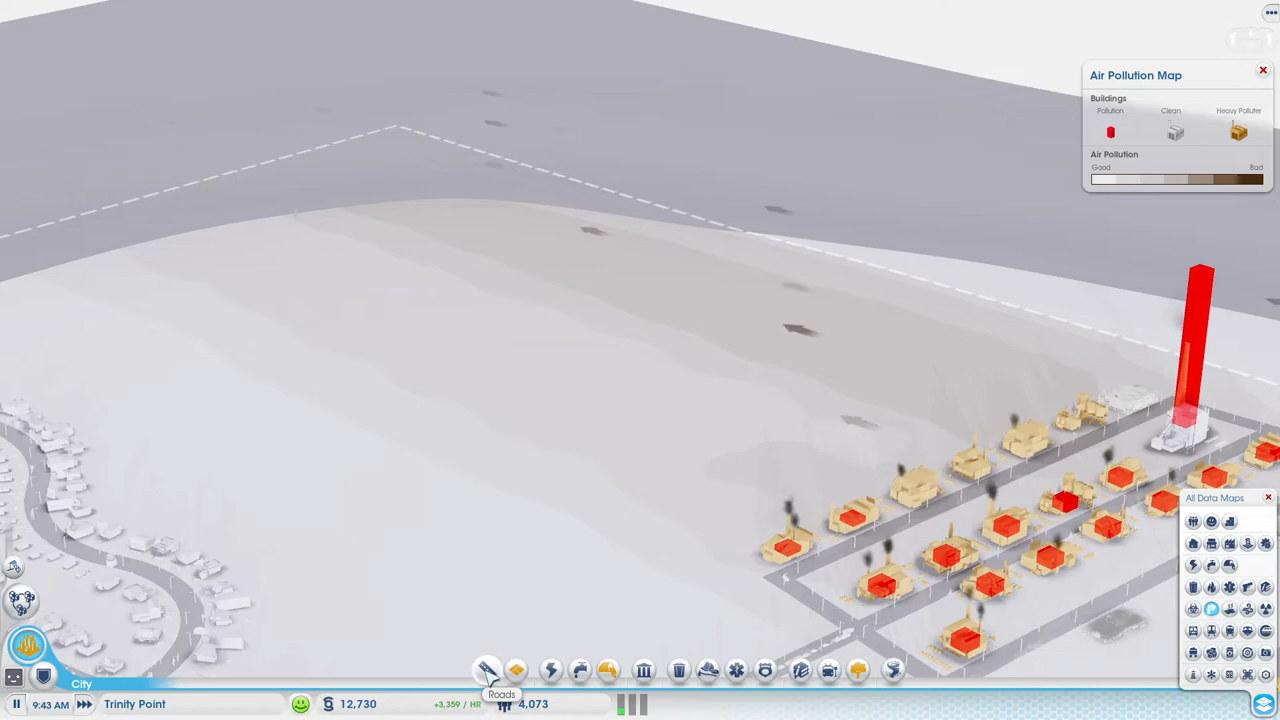 Air Pollution Map
Buildings
Pollution Clean Heavy Polluter
Air Pollution
Good Bad
All Data Maps
Roads
City
9:43 AM Trinity Point 12,730 +3,359 / HR 4,073